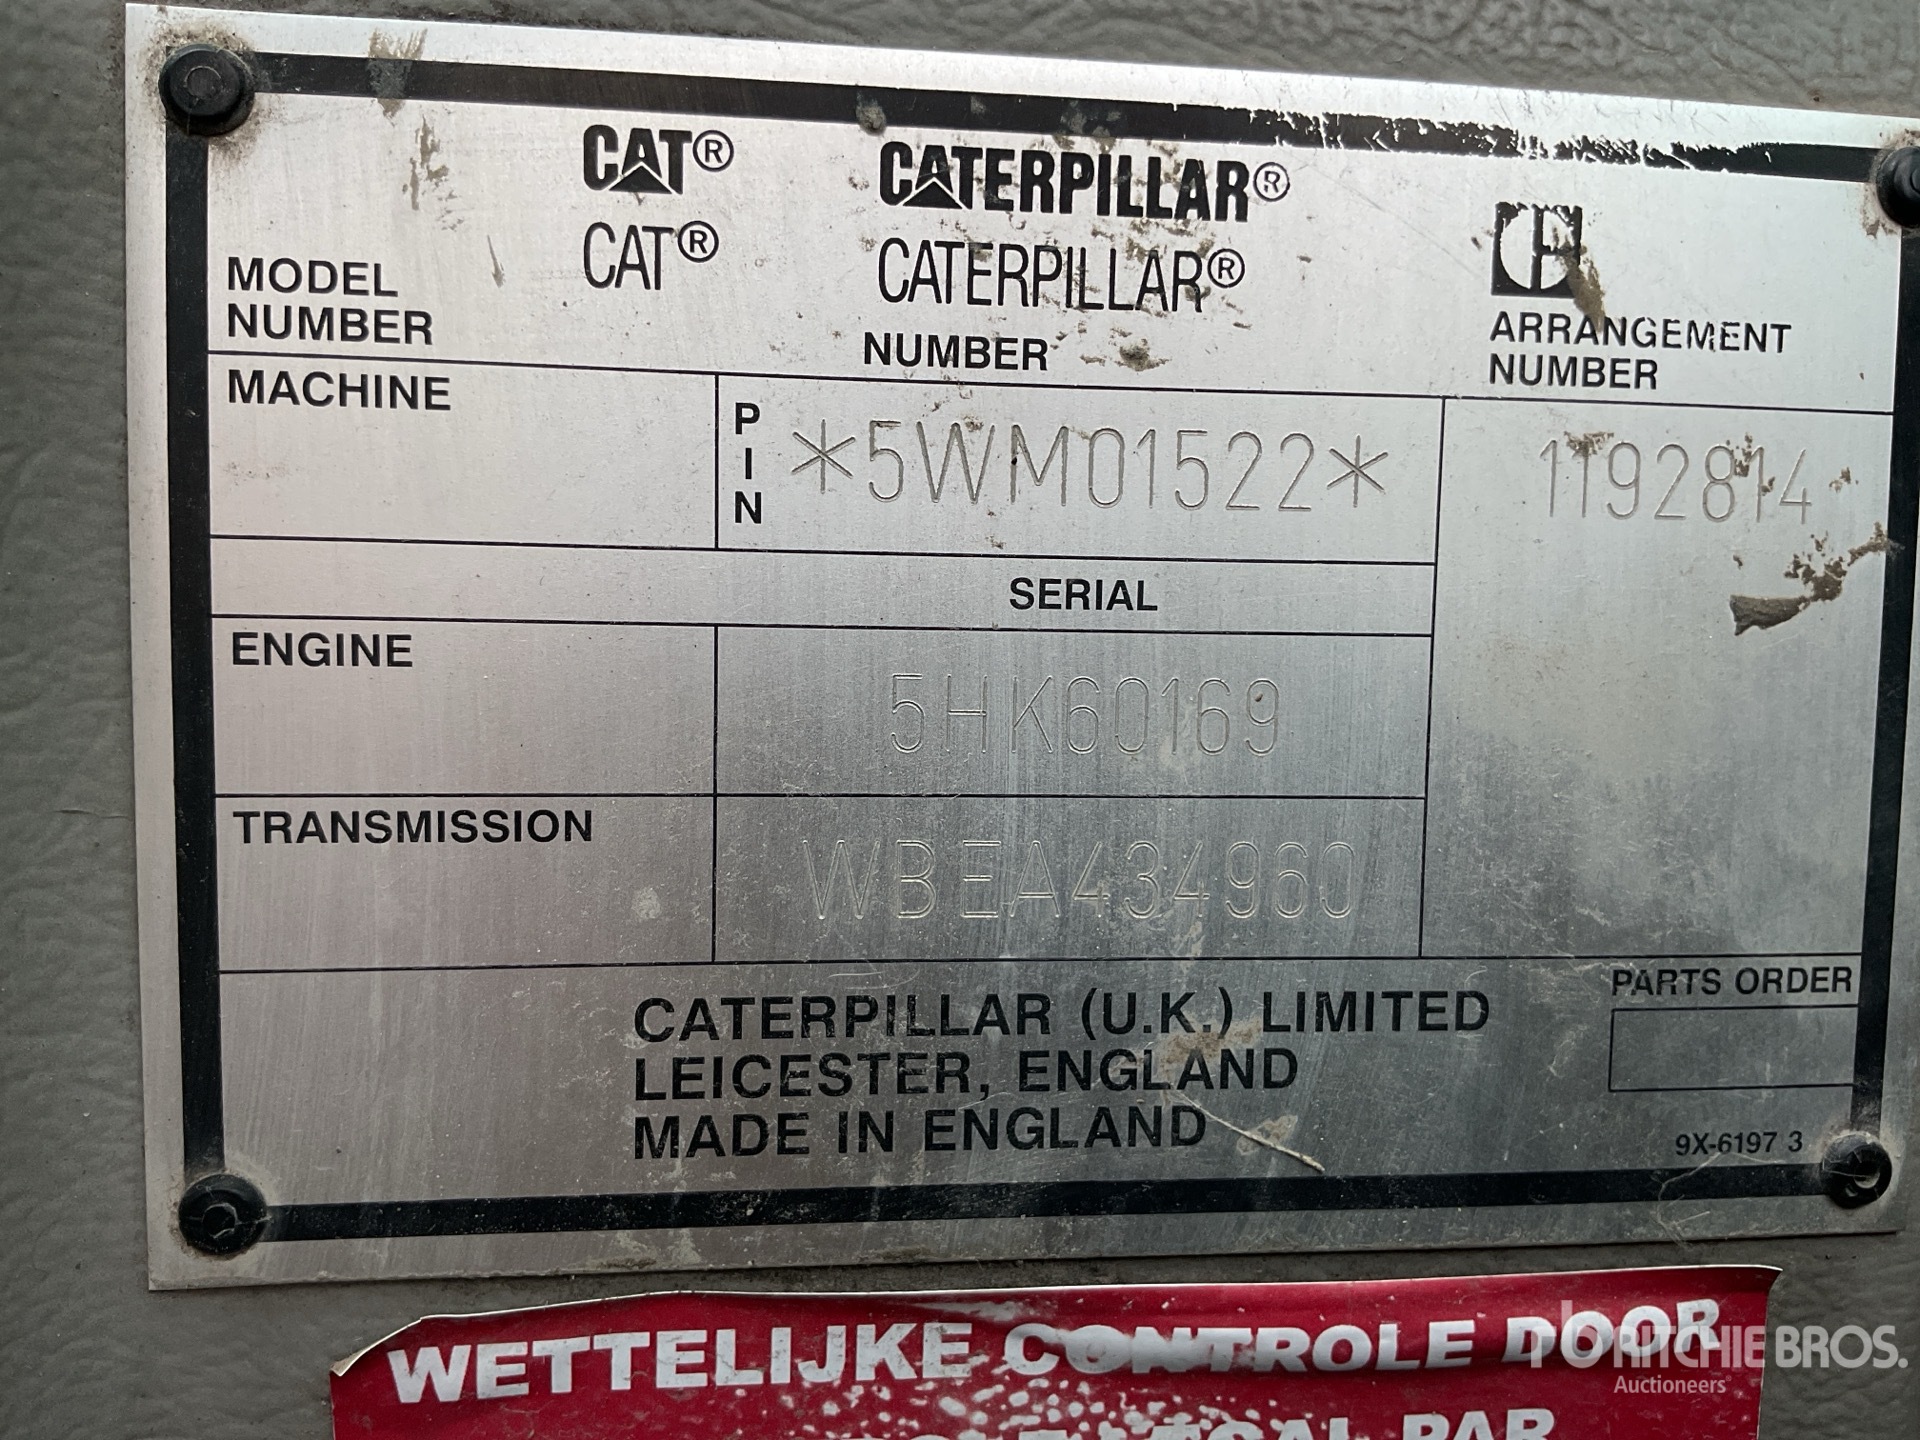 CAT® CATERPILLAR®
CAT® CATERPILLAR®
MODEL
NUMBER
NUMBER
ARRANGEMENT
NUMBER
MACHINE
PIN *5WM01522* 1192814
SERIAL
ENGINE
5HK60169
TRANSMISSION
WBEA434960
CATERPILLAR (U.K.) LIMITED
LEICESTER, ENGLAND
MADE IN ENGLAND
PARTS ORDER
9X-6197 3
WETTELIJKE CONTROLE DOOR
PAR
RITCHIE BROS.
Auctioneers